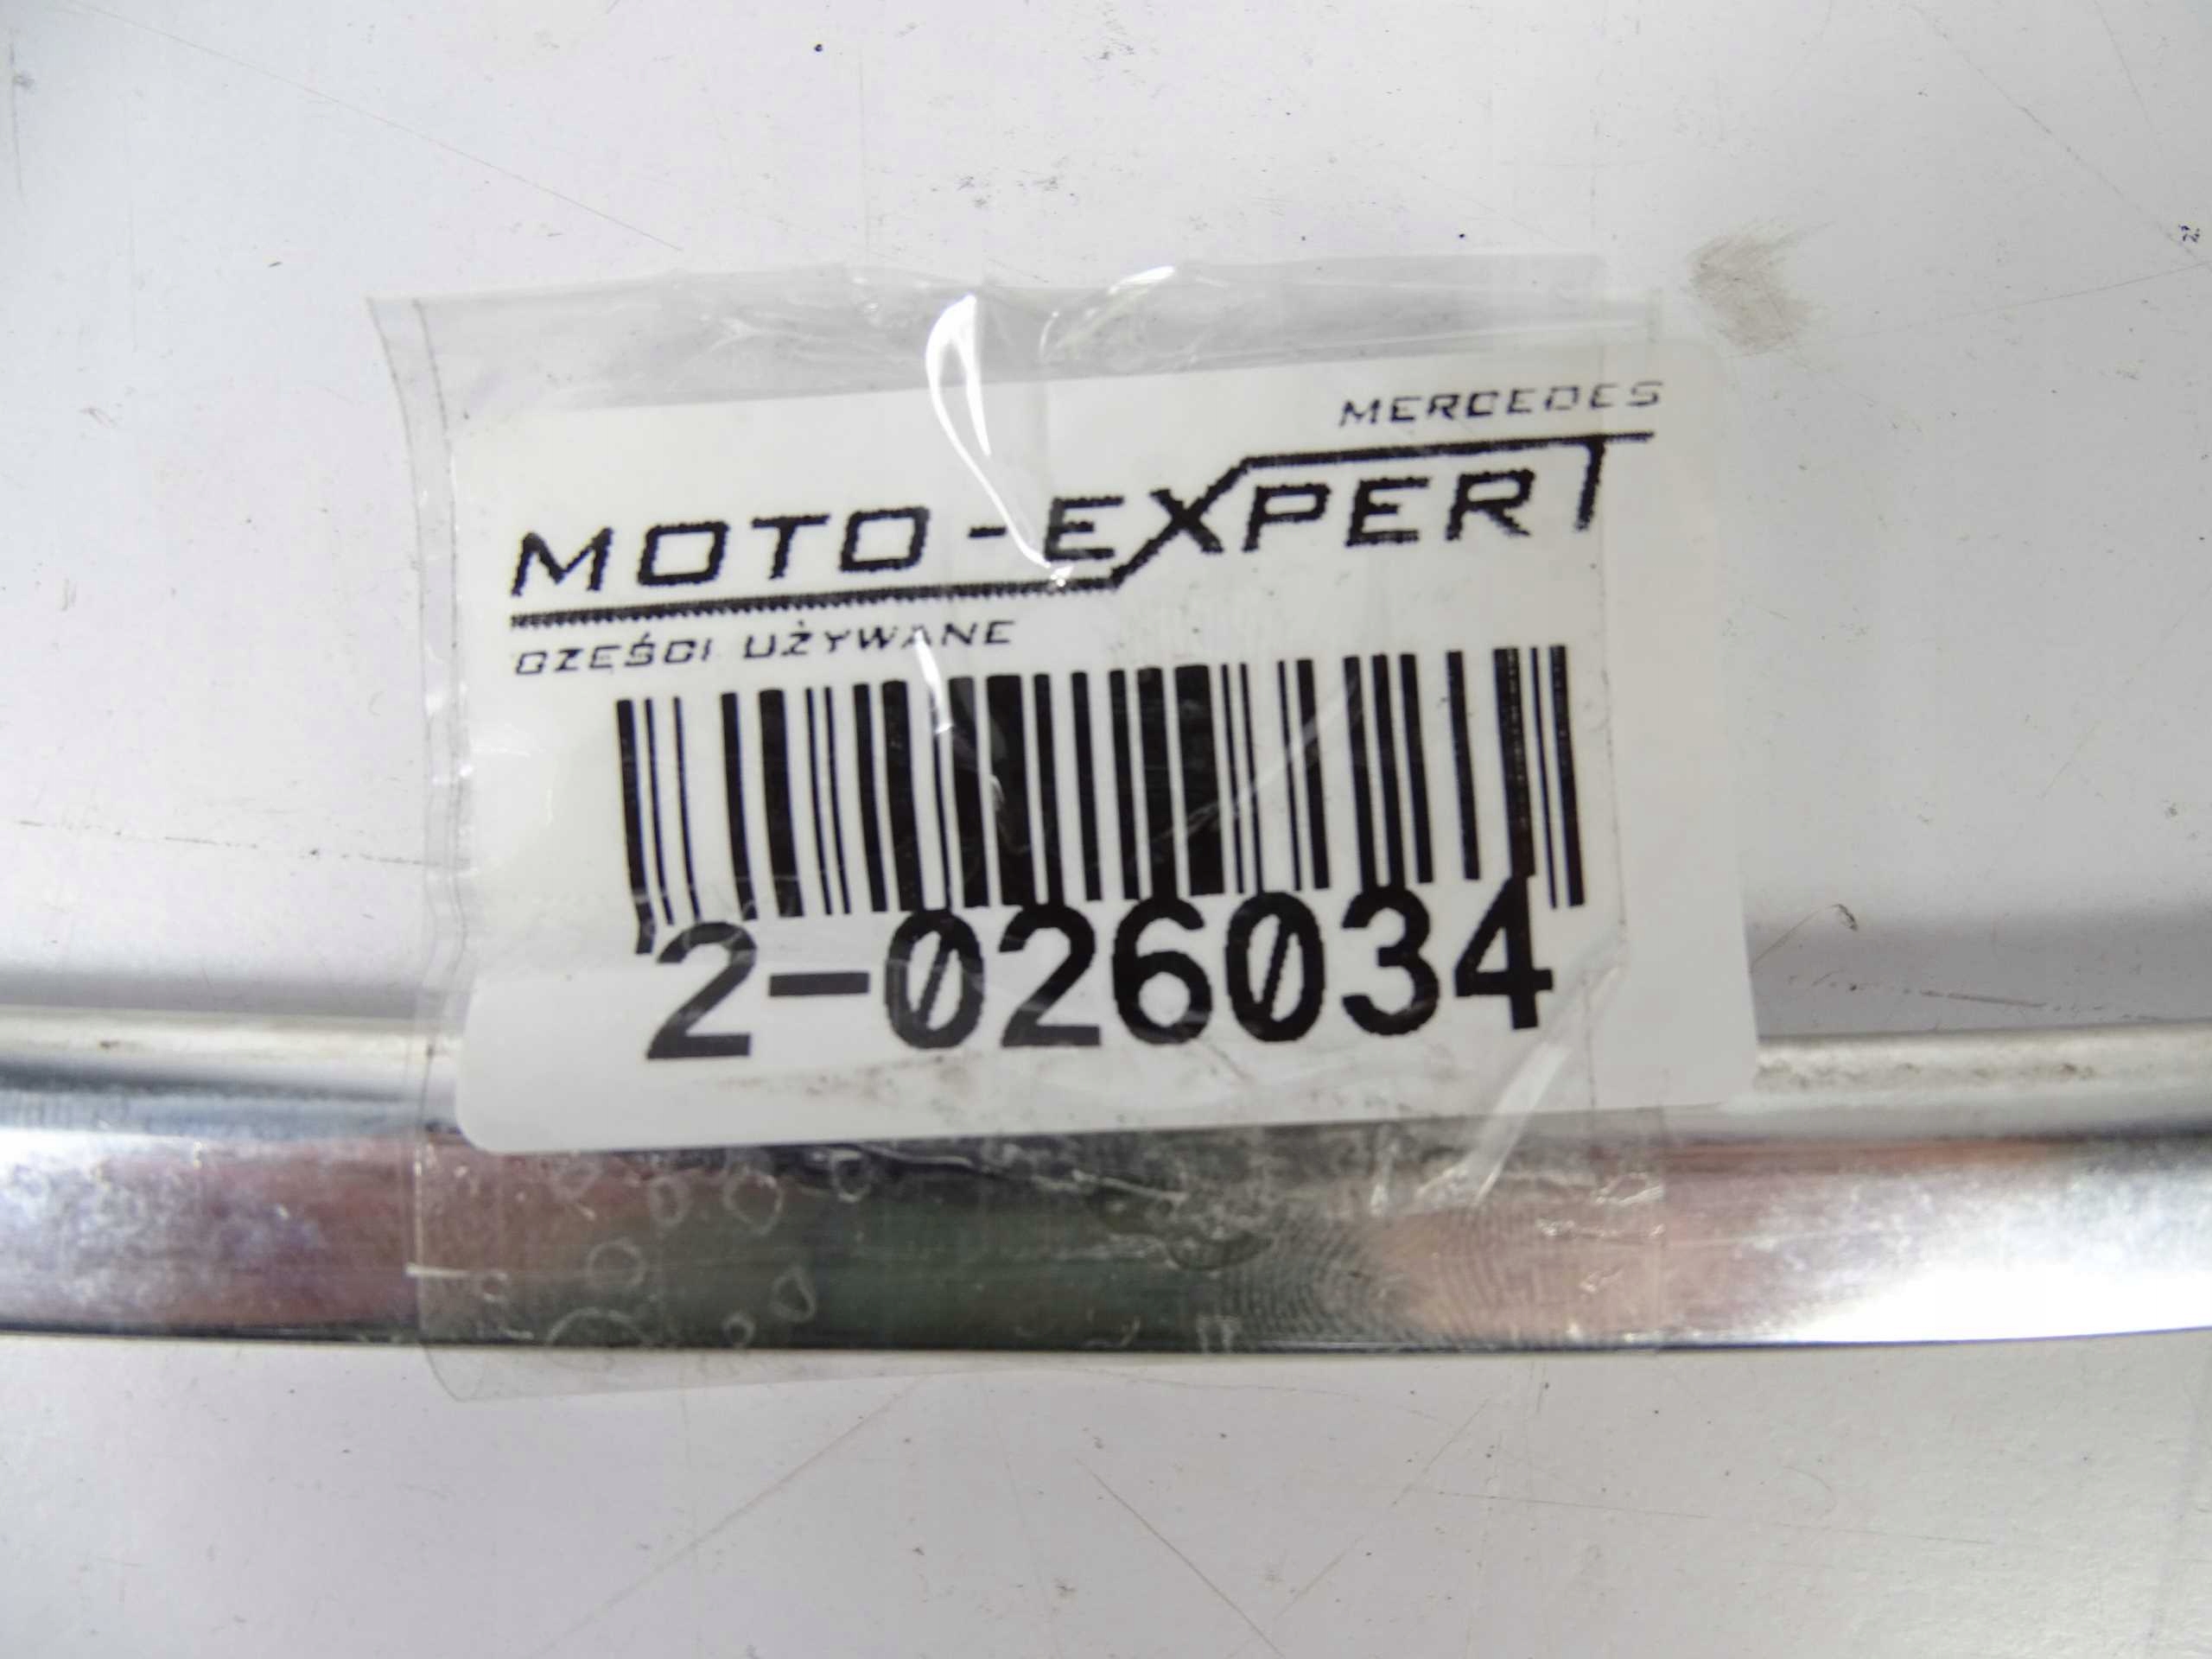 MERCEDES
MOTO-EXPERT
CZĘŚCI UŻYWANE
2-026034